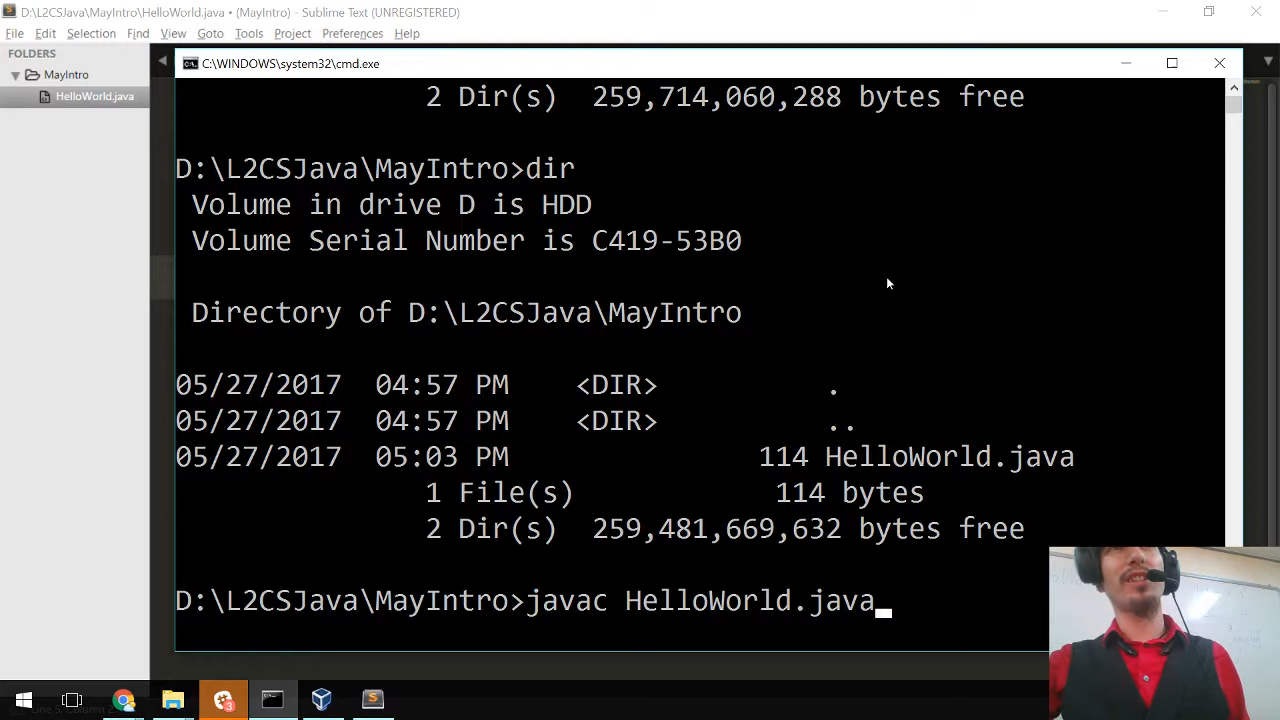 D:\L2CSJava\MayIntro\HelloWorld.java • (MayIntro) - Sublime Text (UNREGISTERED)
File Edit Selection Find View Goto Tools Project Preferences Help
FOLDERS
MayIntro
HelloWorld.java
C:\WINDOWS\system32\cmd.exe
2 Dir(s) 259,714,060,288 bytes free
D:\L2CSJava\MayIntro>dir
Volume in drive D is HDD
Volume Serial Number is C419-53B0
Directory of D:\L2CSJava\MayIntro
05/27/2017 04:57 PM <DIR> .
05/27/2017 04:57 PM <DIR> ..
05/27/2017 05:03 PM 114 HelloWorld.java
1 File(s) 114 bytes
2 Dir(s) 259,481,669,632 bytes free
D:\L2CSJava\MayIntro>javac HelloWorld.java
3